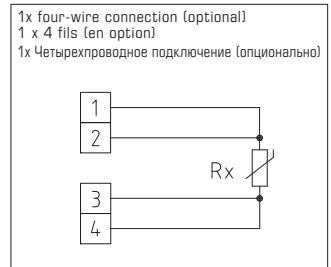 1x four-wire connection (optional)
1 x 4 fils (en option)
1x Четырехпроводное подключение (опционально)
1
2
Rx
3
4